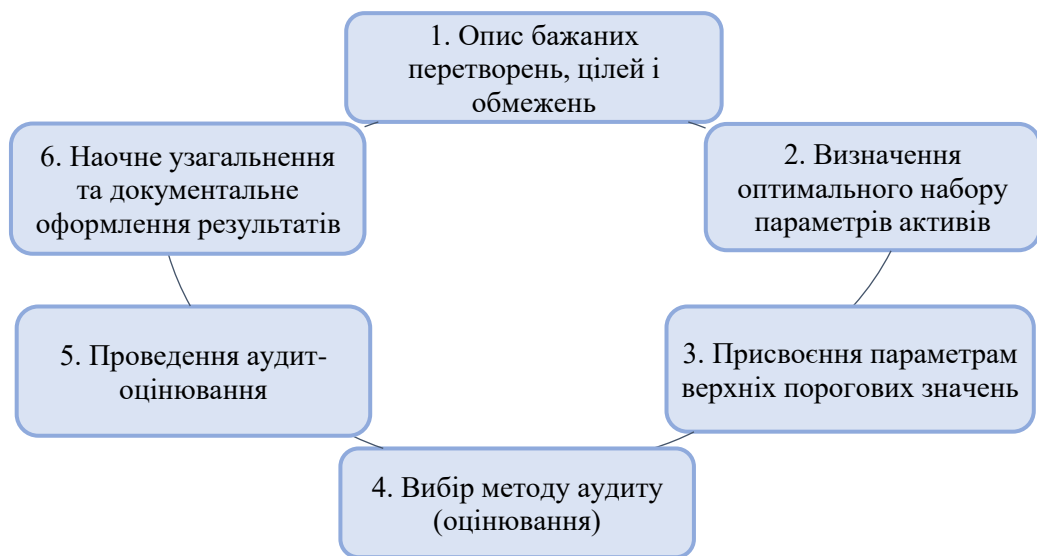 1. Опис бажаних
перетворень, цілей і
обмежень
2. Визначення
оптимального набору
параметрів активів
3. Присвоєння параметрам
верхніх порогових значень
4. Вибір методу аудиту
(оцінювання)
5. Проведення аудит-
оцінювання
6. Наочне узагальнення
та документальне
оформлення результатів